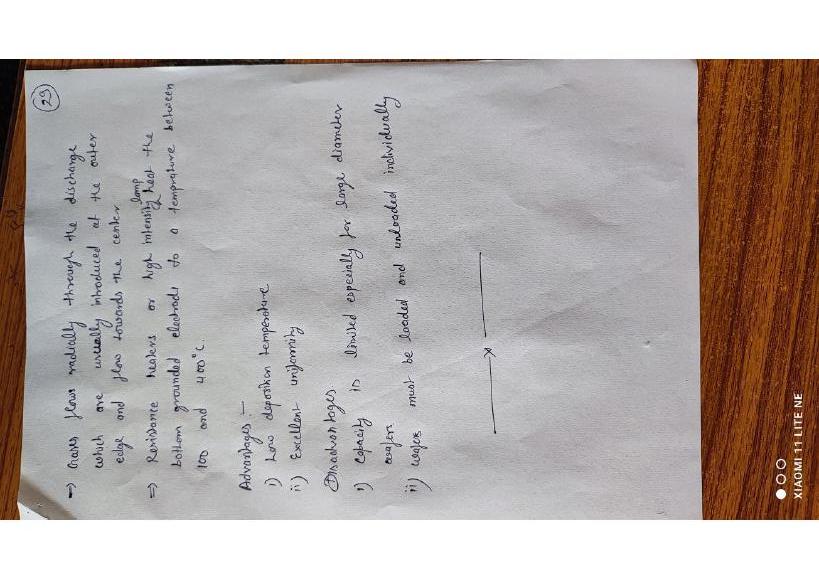 29
⇒ Gases flows radially through the discharge
which are usually introduced at the outer
edge and flow towards the center
⇒ Resistance heaters or high intensity lamp heat the
bottom grounded electrode to a temprature between
100 and 400°C.
Advantages :-
i) Low deposition temperature
ii) Excellent uniformity
Disadvantages
i) Capacity is limited especially for large diameter
wafers
ii) wafers must be loaded and unloaded individually
XIAOMI 11 LITE NE